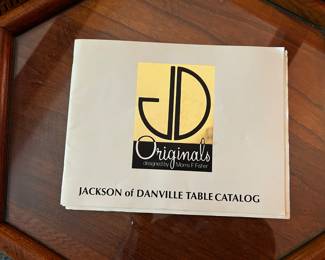 JD
Originals
designed by Morris F. Fisher
JACKSON of DANVILLE TABLE CATALOG